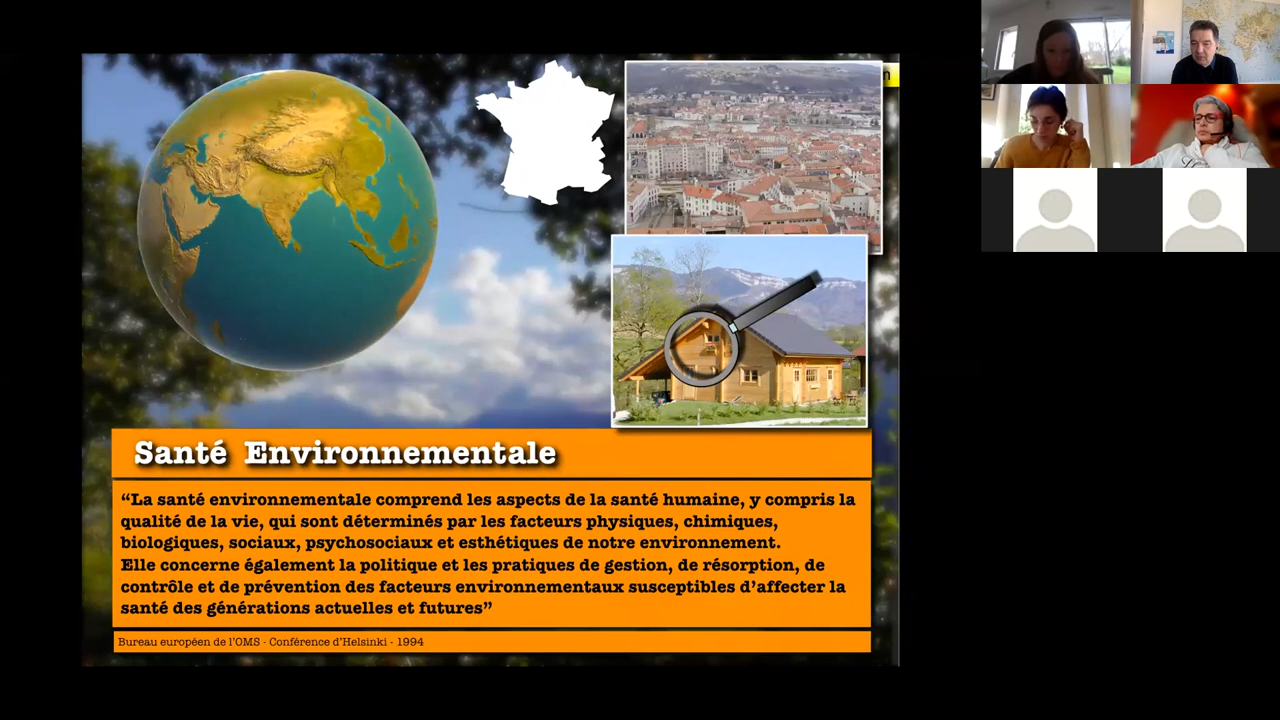 Santé Environnementale
“La santé environnementale comprend les aspects de la santé humaine, y compris la
qualité de la vie, qui sont déterminés par les facteurs physiques, chimiques,
biologiques, sociaux, psychosociaux et esthétiques de notre environnement.
Elle concerne également la politique et les pratiques de gestion, de résorption, de
contrôle et de prévention des facteurs environnementaux susceptibles d’affecter la
santé des générations actuelles et futures”
Bureau européen de l’OMS - Conférence d’Helsinki - 1994